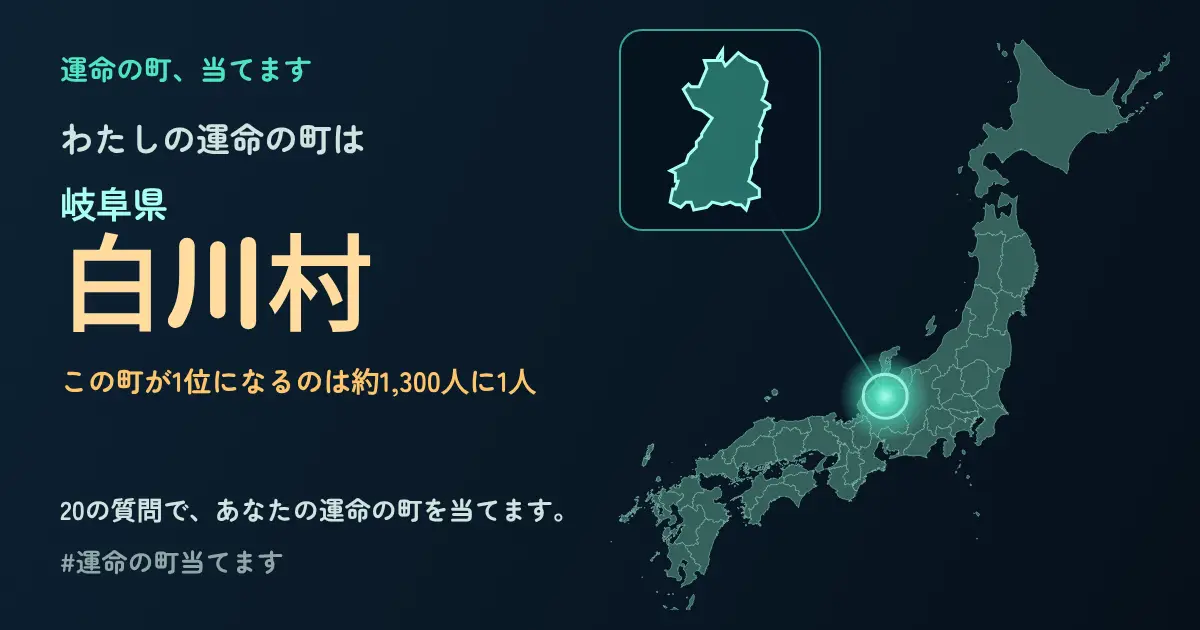 運命の町、当てます
わたしの運命の町は
岐阜県
白川村
この町が1位になるのは約1,300人に1人
20の質問で、あなたの運命の町を当てます。
#運命の町当てます